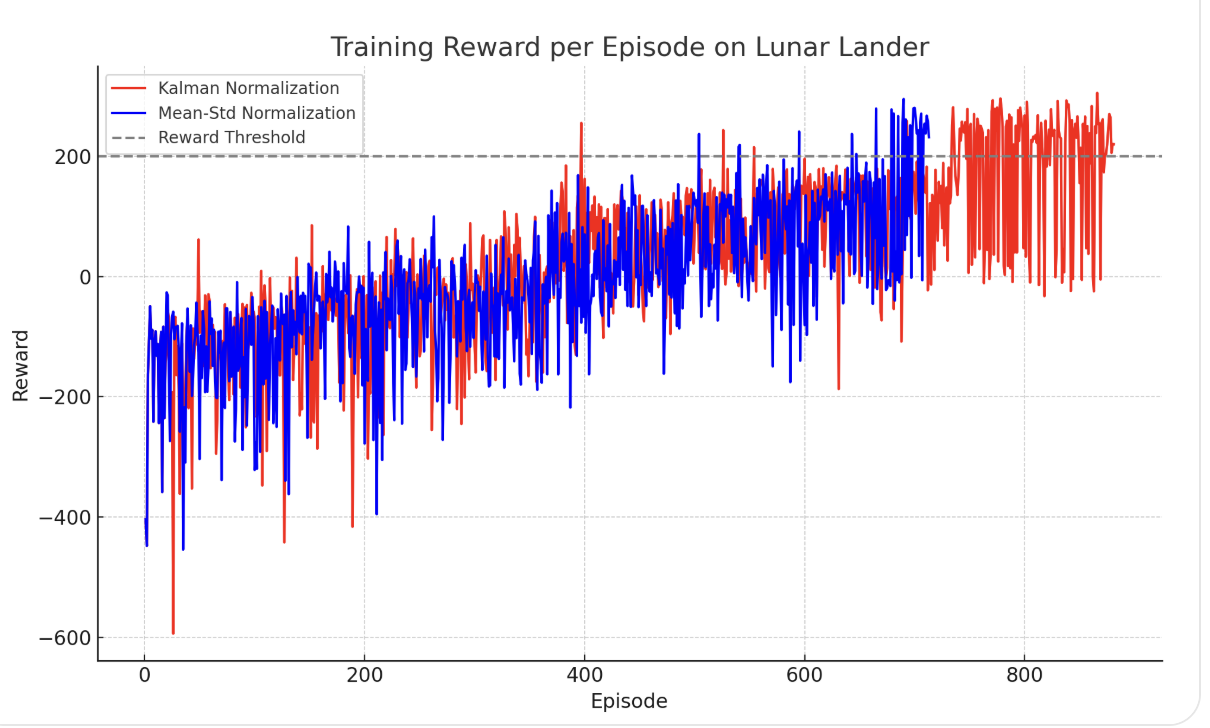 Training Reward per Episode on Lunar Lander
Kalman Normalization
Mean-Std Normalization
Reward Threshold
200
0
−200
−400
−600
Reward
0 200 400 600 800
Episode